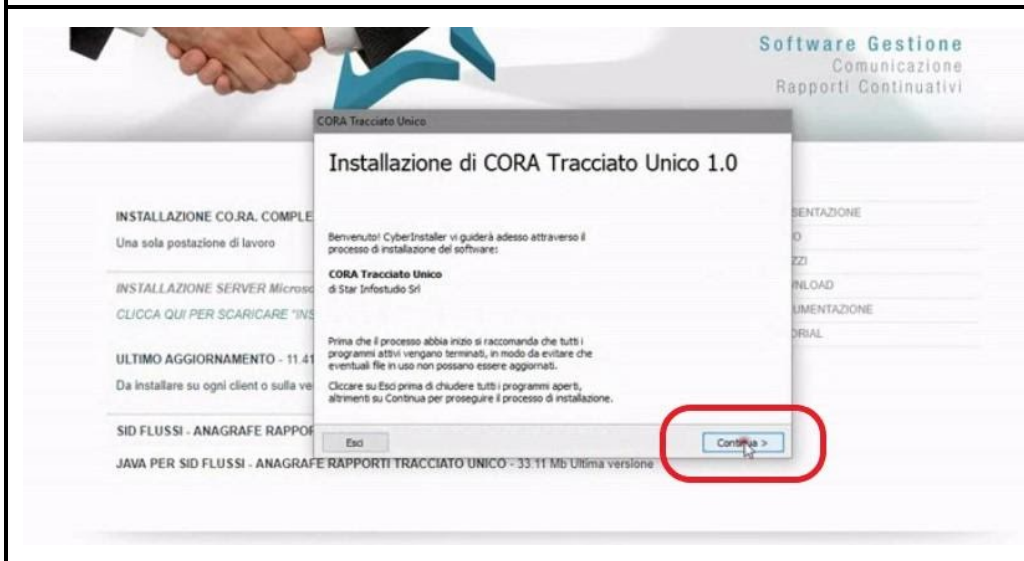 Software Gestione
Comunicazione
Rapporti Continuativi
CORA Tracciato Unico
Installazione di CORA Tracciato Unico 1.0
Benvenuto! CyberInstaller vi guiderà adesso attraverso il
processo di installazione del software:
CORA Tracciato Unico
di Star Infostudio Srl
Prima che il processo abbia inizio si raccomanda che tutti i
programmi attivi vengano terminati, in modo da evitare che
eventuali file in uso non possano essere aggiornati.
Cliccare su Esci prima di chiudere tutti i programmi aperti,
altrimenti su Continua per proseguire il processo di installazione.
Esci
Continua >
INSTALLAZIONE CO.RA. COMPLE
Una sola postazione di lavoro
INSTALLAZIONE SERVER Microso
CLICCA QUI PER SCARICARE "INS
ULTIMO AGGIORNAMENTO - 11.41
Da installare su ogni client o sulla ve
SID FLUSSI - ANAGRAFE RAPPOR
JAVA PER SID FLUSSI - ANAGRAFE RAPPORTI TRACCIATO UNICO - 33.11 Mb Ultima versione
SENTAZIONE
O
ZZI
NLOAD
UMENTAZIONE
ORIAL